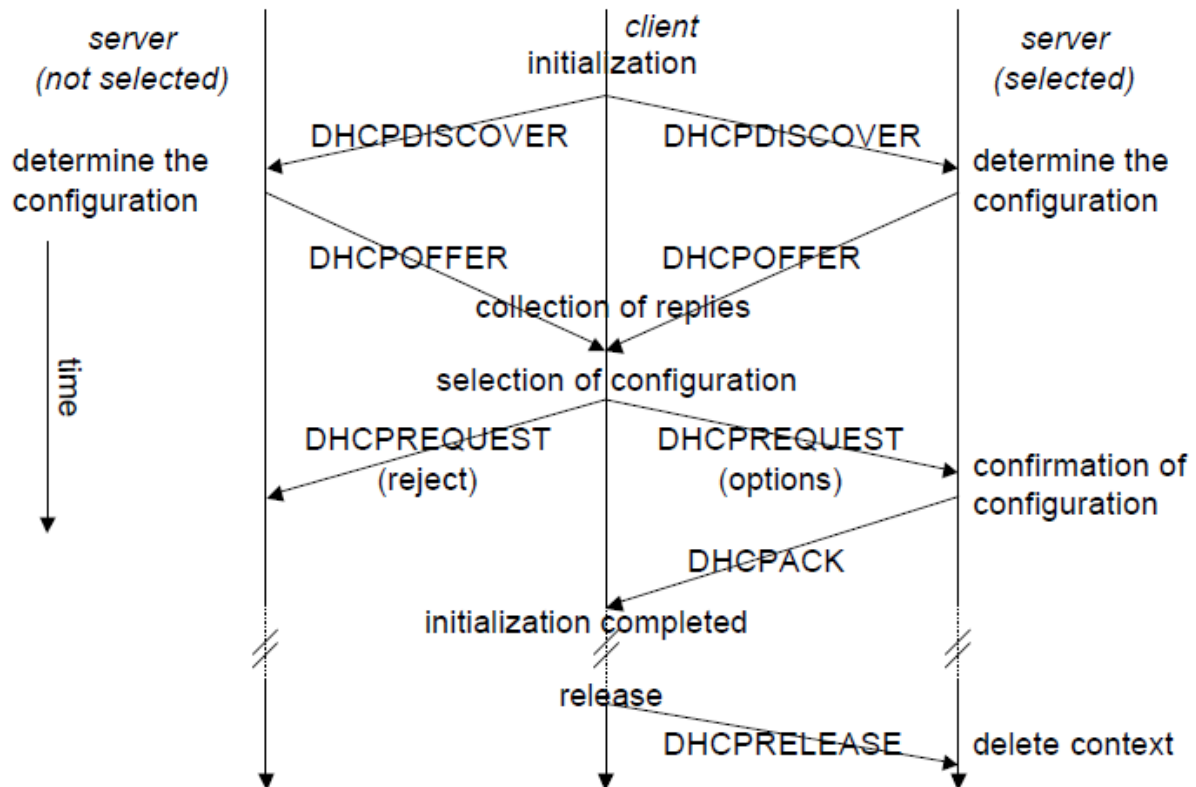 server
(not selected)
client
initialization
server
(selected)
DHCPDISCOVER
DHCPDISCOVER
determine the
configuration
determine the
configuration
DHCPOFFER
DHCPOFFER
collection of replies
time
selection of configuration
DHCPREQUEST
(reject)
DHCPREQUEST
(options)
confirmation of
configuration
DHCPACK
initialization completed
release
DHCPRELEASE
delete context